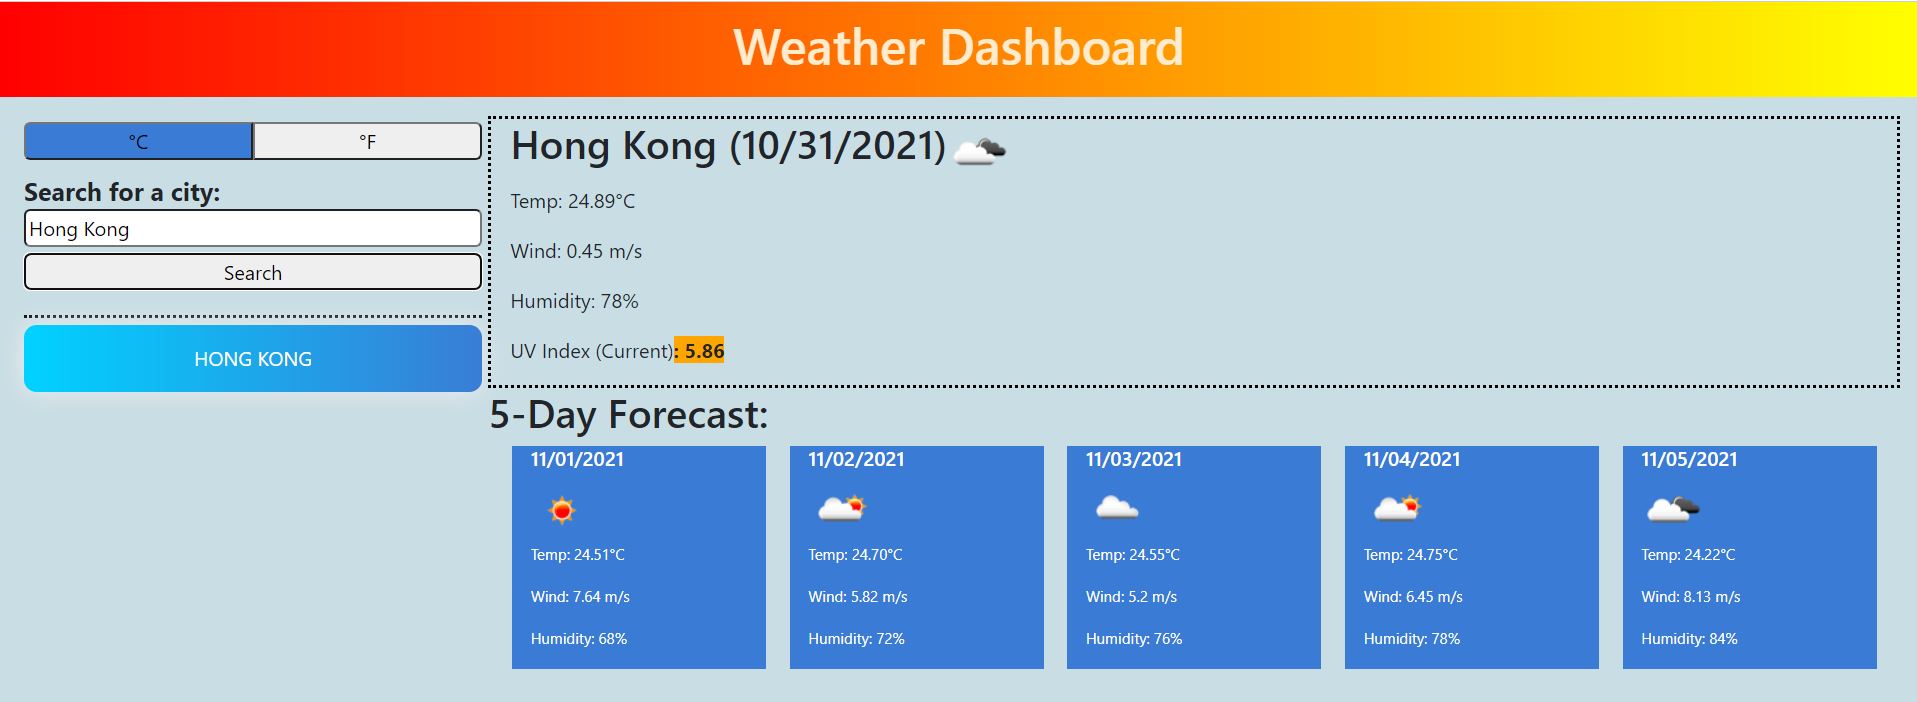 Weather Dashboard
°C
°F
Search for a city:
Hong Kong
Search
HONG KONG
Hong Kong (10/31/2021)
Temp: 24.89°C
Wind: 0.45 m/s
Humidity: 78%
UV Index (Current): 5.86
5-Day Forecast:
11/01/2021
Temp: 24.51°C
Wind: 7.64 m/s
Humidity: 68%
11/02/2021
Temp: 24.70°C
Wind: 5.82 m/s
Humidity: 72%
11/03/2021
Temp: 24.55°C
Wind: 5.2 m/s
Humidity: 76%
11/04/2021
Temp: 24.75°C
Wind: 6.45 m/s
Humidity: 78%
11/05/2021
Temp: 24.22°C
Wind: 8.13 m/s
Humidity: 84%